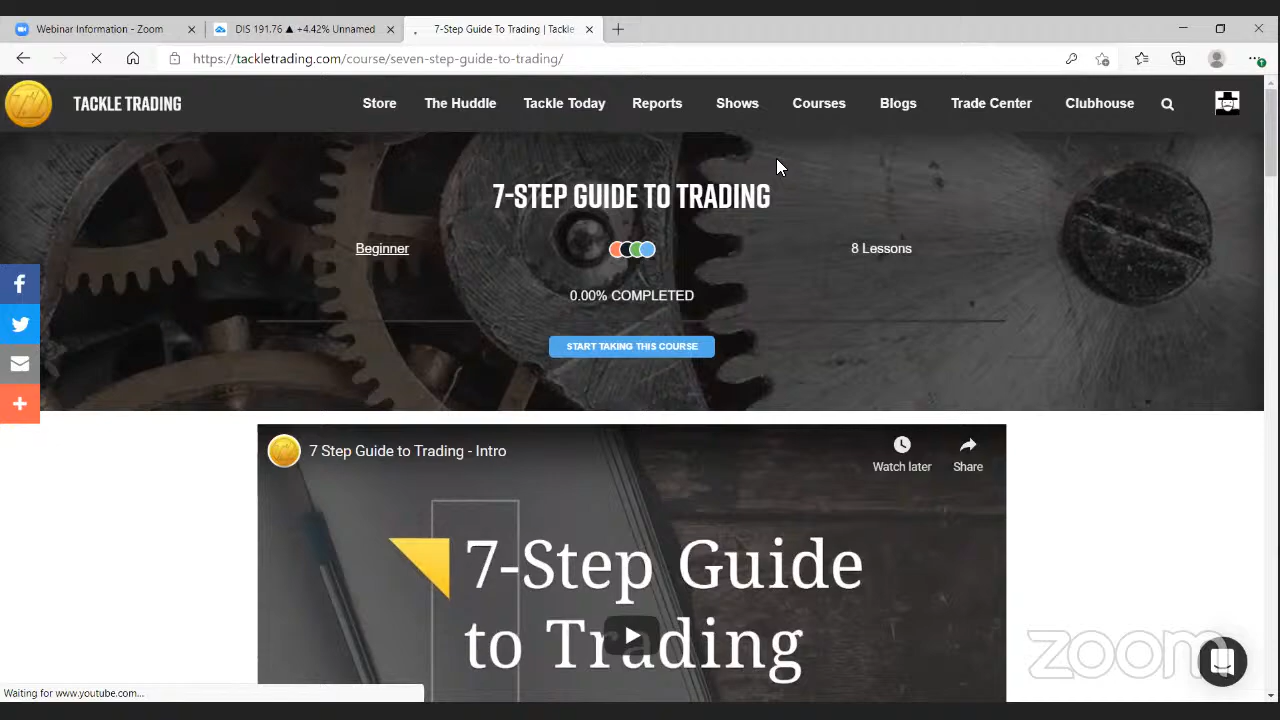 Webinar Information - Zoom
DIS 191.76 ▲ +4.42% Unnamed
7-Step Guide To Trading | Tackle
https://tackletrading.com/course/seven-step-guide-to-trading/
TACKLE TRADING
Store
The Huddle
Tackle Today
Reports
Shows
Courses
Blogs
Trade Center
Clubhouse
7-STEP GUIDE TO TRADING
Beginner
8 Lessons
0.00% COMPLETED
START TAKING THIS COURSE
7 Step Guide to Trading - Intro
Watch later
Share
7-Step Guide
to Trading
zoom
Waiting for www.youtube.com...